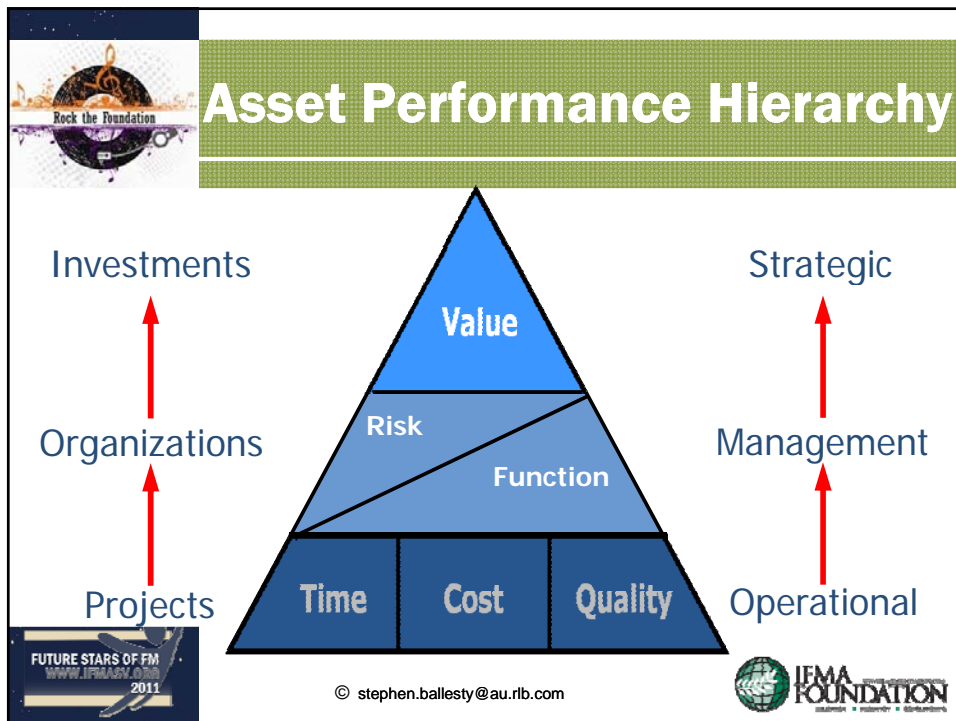 Rock the Foundation
Asset Performance Hierarchy
Investments
Strategic
Value
Risk
Organizations
Management
Function
Projects
Time
Cost
Quality
Operational
FUTURE STARS OF FM
WWW.IFMASV.ORG
2011
© stephen.ballesty@au.rlb.com
IFMA
FOUNDATION